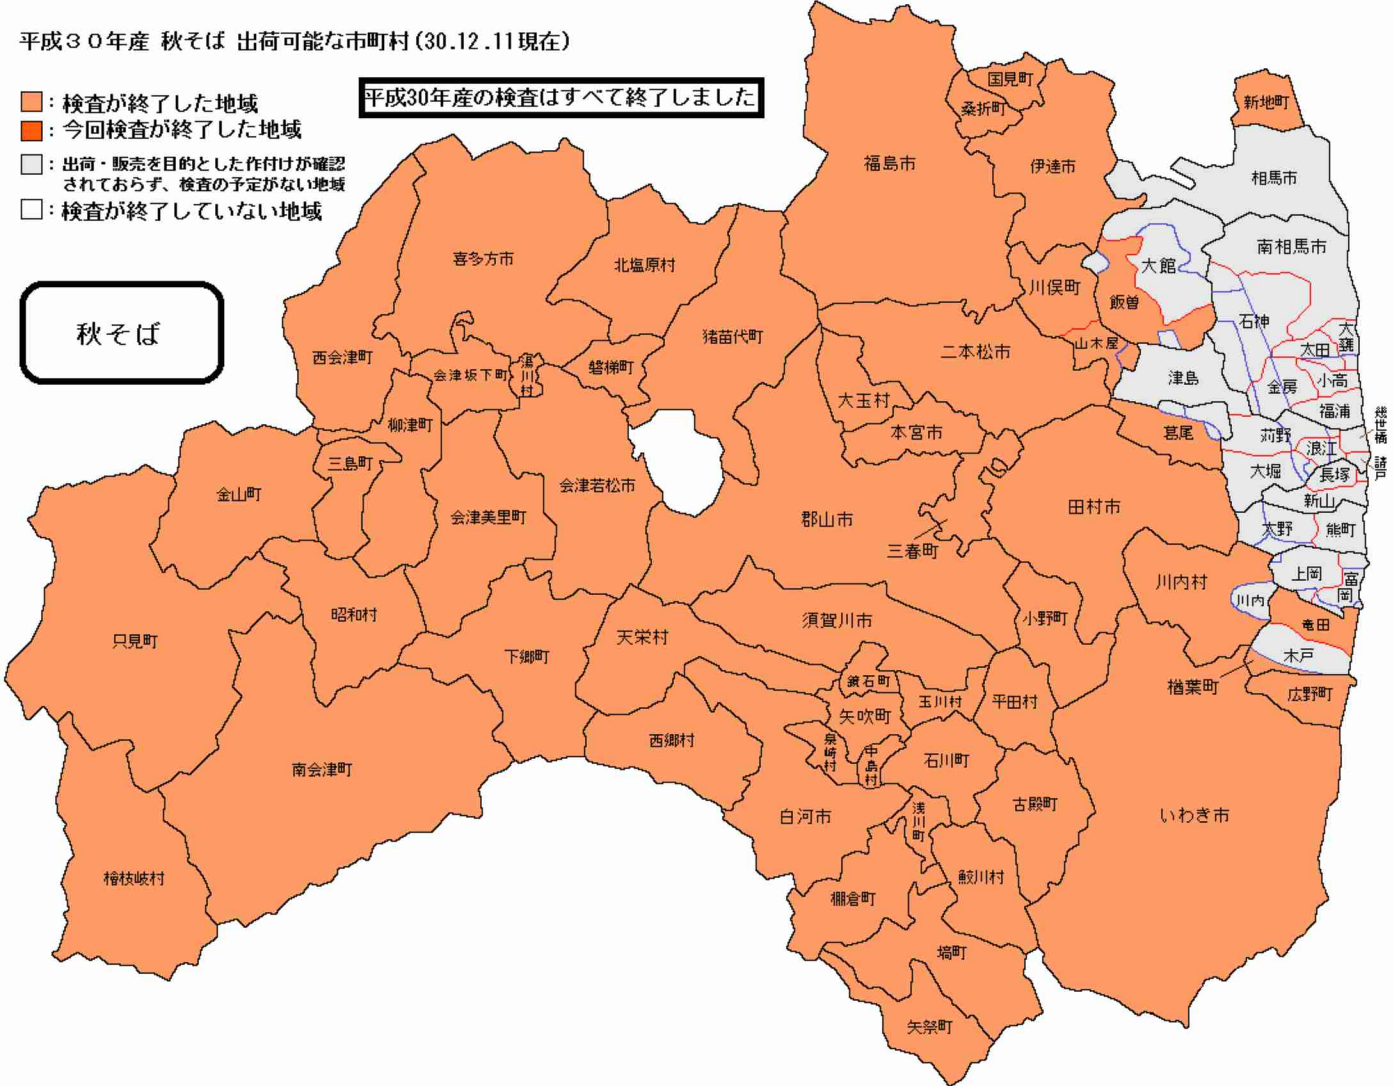 平成３０年産 秋そば 出荷可能な市町村(30.12.11現在)
平成30年産の検査はすべて終了しました
：検査が終了した地域
：今回検査が終了した地域
：出荷・販売を目的とした作付けが確認
されておらず、検査の予定がない地域
：検査が終了していない地域
秋そば
国見町
桑折町
新地町
福島市
伊達市
相馬市
南相馬市
喜多方市
北塩原村
大館
川俣町
飯曽
石神
大甕
太田
猪苗代町
二本松市
山木屋
西会津町
会津坂下町
湯川村
磐梯町
津島
金房
小高
大玉村
福浦
幾世橋
柳津町
本宮市
葛尾
苅野
浪江
請戸
三島町
大堀
長塚
金山町
会津若松市
新山
会津美里町
郡山市
田村市
大野
熊町
三春町
上岡
富岡
川内村
川内
昭和村
須賀川市
小野町
竜田
只見町
天栄村
下郷町
木戸
鏡石町
楢葉町
広野町
玉川村
平田村
矢吹町
西郷村
泉崎村
中島村
石川町
南会津町
白河市
浅川町
古殿町
いわき市
檜枝岐村
鮫川村
棚倉町
塙町
矢祭町